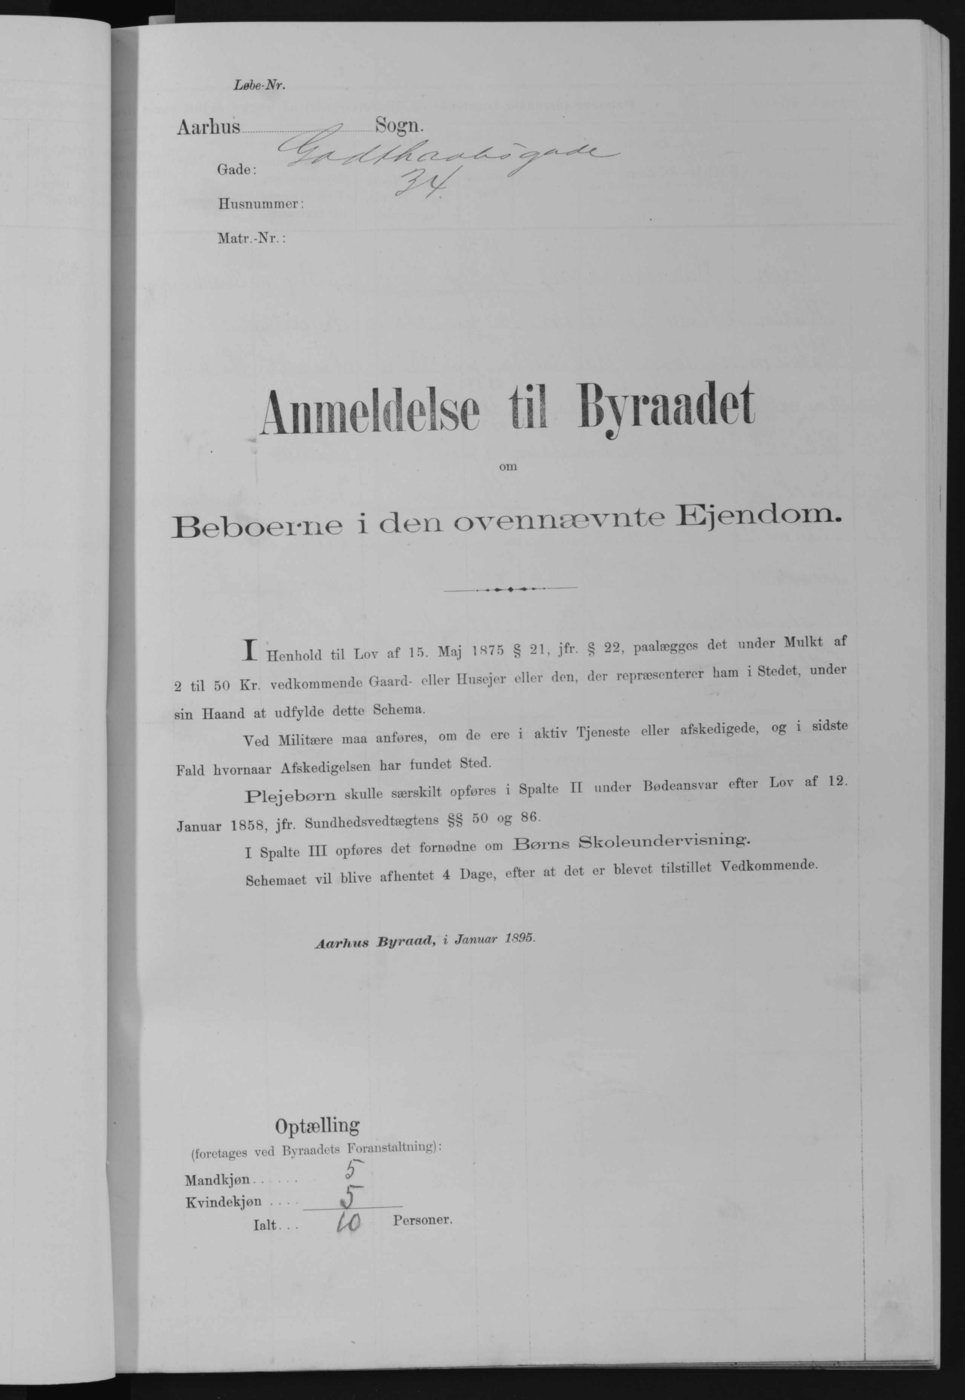 Løbe-Nr.
Aarhus Sogn.
Gade: Godthaabsgade
Husnummer: 34.
Matr.-Nr.:
Anmeldelse til Byraadet
om
Beboerne i den ovennævnte Ejendom.
I Henhold til Lov af 15. Maj 1875 § 21, jfr. § 22, paalægges det under Mulkt af
2 til 50 Kr. vedkommende Gaard- eller Husejer eller den, der repræsenterer ham i Stedet, under
sin Haand at udfylde dette Schema.
Ved Militære maa anføres, om de ere i aktiv Tjeneste eller afskedigede, og i sidste
Fald hvornaar Afskedigelsen har fundet Sted.
Plejebørn skulle særskilt opføres i Spalte II under Bødeansvar efter Lov af 12.
Januar 1858, jfr. Sundhedsvedtægtens §§ 50 og 86.
I Spalte III opføres det fornødne om Børns Skoleundervisning.
Schemaet vil blive afhentet 4 Dage, efter at det er blevet tilstillet Vedkommende.
Aarhus Byraad, i Januar 1895.
Optælling
(foretages ved Byraadets Foranstaltning):
Mandkjøn...... 5
Kvindekjøn .... 5
Ialt... 10 Personer.